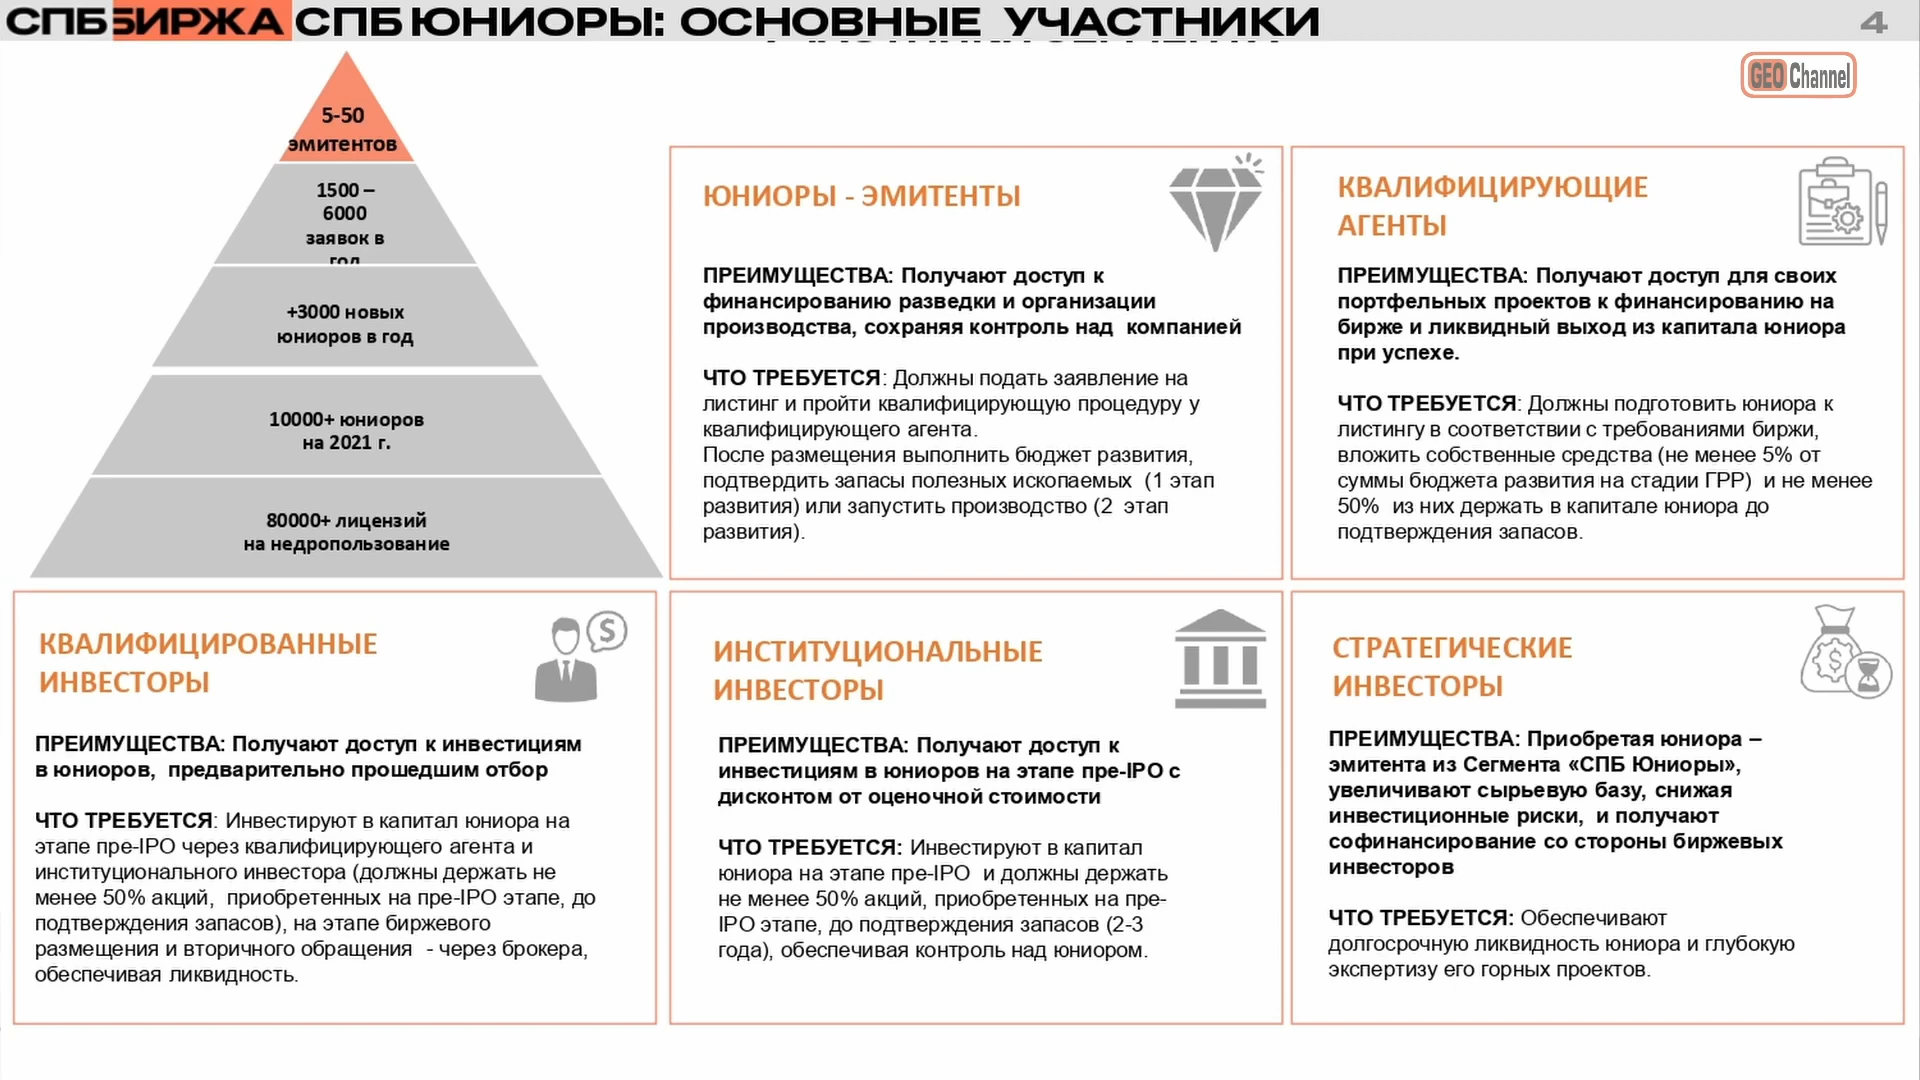 СПББИРЖА СПБ ЮНИОРЫ: ОСНОВНЫЕ УЧАСТНИКИ
4
GEO Channel
5-50
эмитентов
1500 –
6000
заявок в
год
+3000 новых
юниоров в год
10000+ юниоров
на 2021 г.
80000+ лицензий
на недропользование
ЮНИОРЫ - ЭМИТЕНТЫ
ПРЕИМУЩЕСТВА: Получают доступ к
финансированию разведки и организации
производства, сохраняя контроль над компанией
ЧТО ТРЕБУЕТСЯ: Должны подать заявление на
листинг и пройти квалифицирующую процедуру у
квалифицирующего агента.
После размещения выполнить бюджет развития,
подтвердить запасы полезных ископаемых (1 этап
развития) или запустить производство (2 этап
развития).
КВАЛИФИЦИРУЮЩИЕ
АГЕНТЫ
ПРЕИМУЩЕСТВА: Получают доступ для своих
портфельных проектов к финансированию на
бирже и ликвидный выход из капитала юниора
при успехе.
ЧТО ТРЕБУЕТСЯ: Должны подготовить юниора к
листингу в соответствии с требованиями биржи,
вложить собственные средства (не менее 5% от
суммы бюджета развития на стадии ГРР) и не менее
50% из них держать в капитале юниора до
подтверждения запасов.
КВАЛИФИЦИРОВАННЫЕ
ИНВЕСТОРЫ
ПРЕИМУЩЕСТВА: Получают доступ к инвестициям
в юниоров, предварительно прошедшим отбор
ЧТО ТРЕБУЕТСЯ: Инвестируют в капитал юниора на
этапе пре-IPO через квалифицирующего агента и
институционального инвестора (должны держать не
менее 50% акций, приобретенных на пре-IPO этапе, до
подтверждения запасов), на этапе биржевого
размещения и вторичного обращения - через брокера,
обеспечивая ликвидность.
ИНСТИТУЦИОНАЛЬНЫЕ
ИНВЕСТОРЫ
ПРЕИМУЩЕСТВА: Получают доступ к
инвестициям в юниоров на этапе пре-IPO с
дисконтом от оценочной стоимости
ЧТО ТРЕБУЕТСЯ: Инвестируют в капитал
юниора на этапе пре-IPO и должны держать
не менее 50% акций, приобретенных на пре-
IPO этапе, до подтверждения запасов (2-3
года), обеспечивая контроль над юниором.
СТРАТЕГИЧЕСКИЕ
ИНВЕСТОРЫ
ПРЕИМУЩЕСТВА: Приобретая юниора –
эмитента из Сегмента «СПБ Юниоры»,
увеличивают сырьевую базу, снижая
инвестиционные риски, и получают
софинансирование со стороны биржевых
инвесторов
ЧТО ТРЕБУЕТСЯ: Обеспечивают
долгосрочную ликвидность юниора и глубокую
экспертизу его горных проектов.